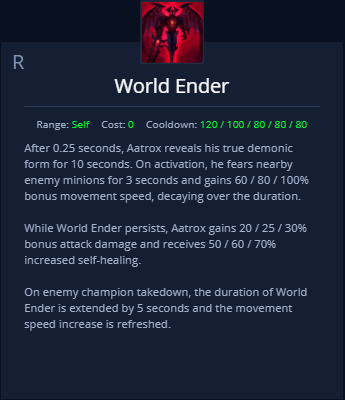 R
World Ender
Range: Self Cost: 0 Cooldown: 120 / 100 / 80 / 80 / 80
After 0.25 seconds, Aatrox reveals his true demonic
form for 10 seconds. On activation, he fears nearby
enemy minions for 3 seconds and gains 60 / 80 / 100%
bonus movement speed, decaying over the duration.
While World Ender persists, Aatrox gains 20 / 25 / 30%
bonus attack damage and receives 50 / 60 / 70%
increased self-healing.
On enemy champion takedown, the duration of World
Ender is extended by 5 seconds and the movement
speed increase is refreshed.